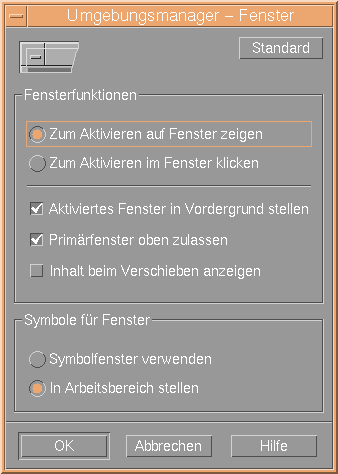 Umgebungsmanager – Fenster
Standard
Fensterfunktionen
Zum Aktivieren auf Fenster zeigen
Zum Aktivieren im Fenster klicken
Aktiviertes Fenster in Vordergrund stellen
Primärfenster oben zulassen
Inhalt beim Verschieben anzeigen
Symbole für Fenster
Symbolfenster verwenden
In Arbeitsbereich stellen
OK Abbrechen Hilfe